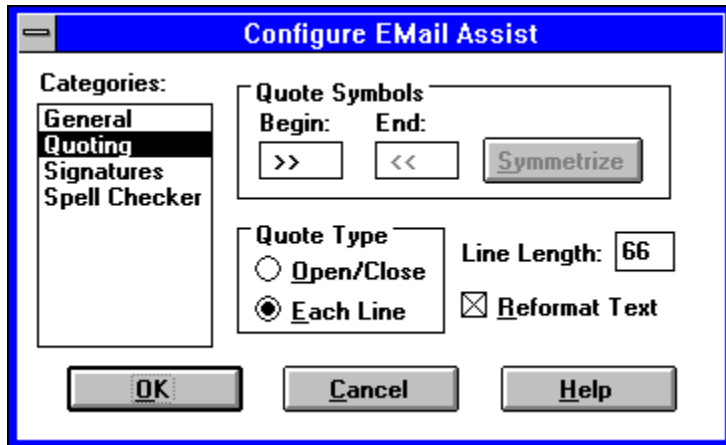 Configure EMail Assist
Categories:
General
Quoting
Signatures
Spell Checker
Quote Symbols
Begin: End:
>> << Symmetrize
Quote Type
Open/Close
Each Line
Line Length: 66
Reformat Text
OK Cancel Help